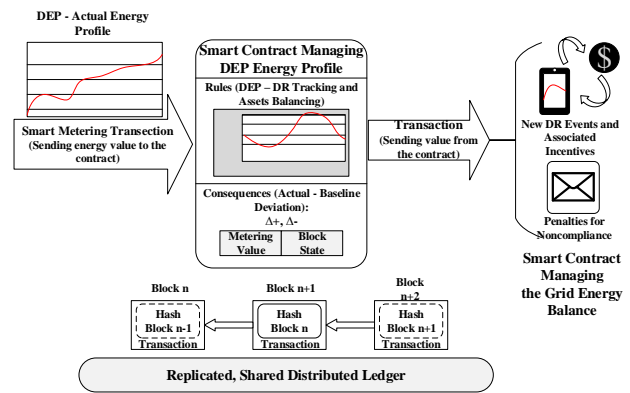 DEP - Actual Energy
Profile
Smart Metering Transection
(Sending energy value to the
contract)
Smart Contract Managing
DEP Energy Profile
Rules (DEP – DR Tracking and
Assets Balancing)
Consequences (Actual - Baseline
Deviation):
Δ+, Δ-
Metering
Value
Block
State
Transaction
(Sending value from
the contract)
$
New DR Events and
Associated
Incentives
Penalties for
Noncompliance
Smart Contract
Managing
the Grid Energy
Balance
Block n
Hash
Block n-1
Transaction
Block n+1
Hash
Block n
Transaction
Block
n+2
Hash
Block n+1
Transaction
Replicated, Shared Distributed Ledger